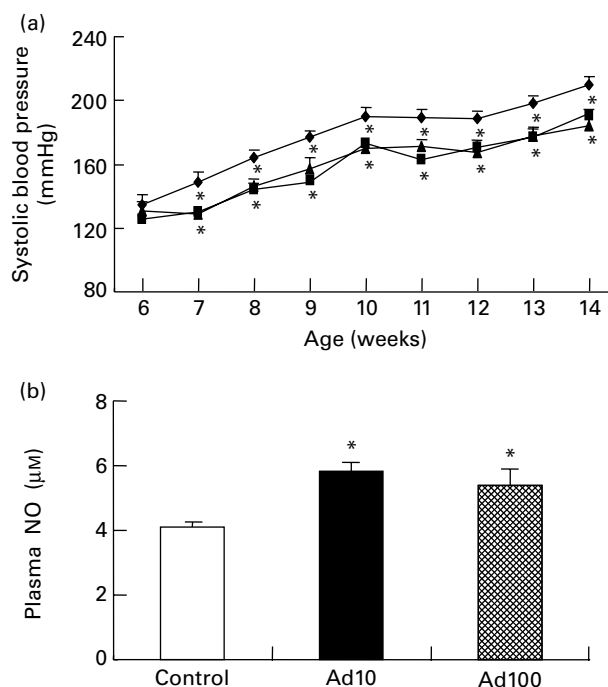 (a)
Systolic blood pressure
(mmHg)
240
200
160
120
80
* * * * * * * *
* * * * * * * *
6 7 8 9 10 11 12 13 14
Age (weeks)
(b)
Plasma NO (μM)
8
6
4
2
0
* *
Control Ad10 Ad100